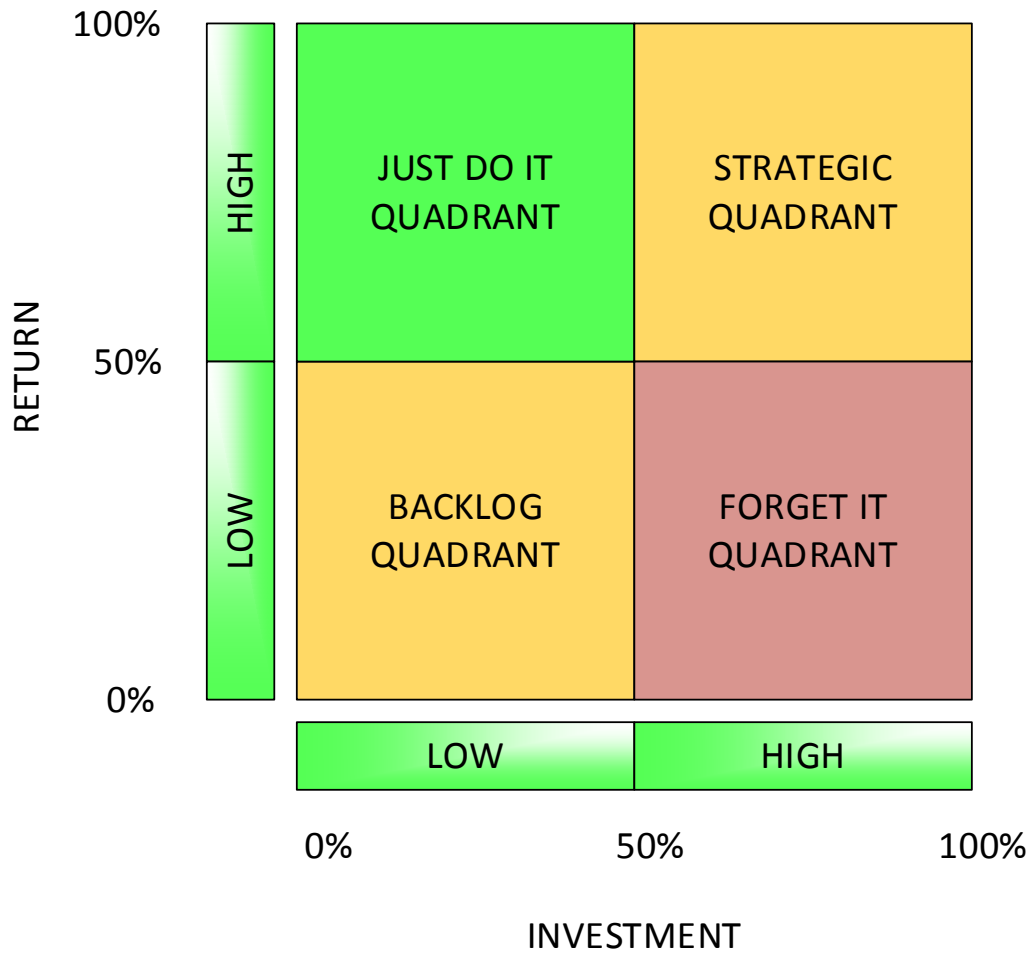 100%
HIGH
JUST DO IT
QUADRANT
STRATEGIC
QUADRANT
RETURN
50%
LOW
BACKLOG
QUADRANT
FORGET IT
QUADRANT
0%
LOW
HIGH
0%
50%
100%
INVESTMENT